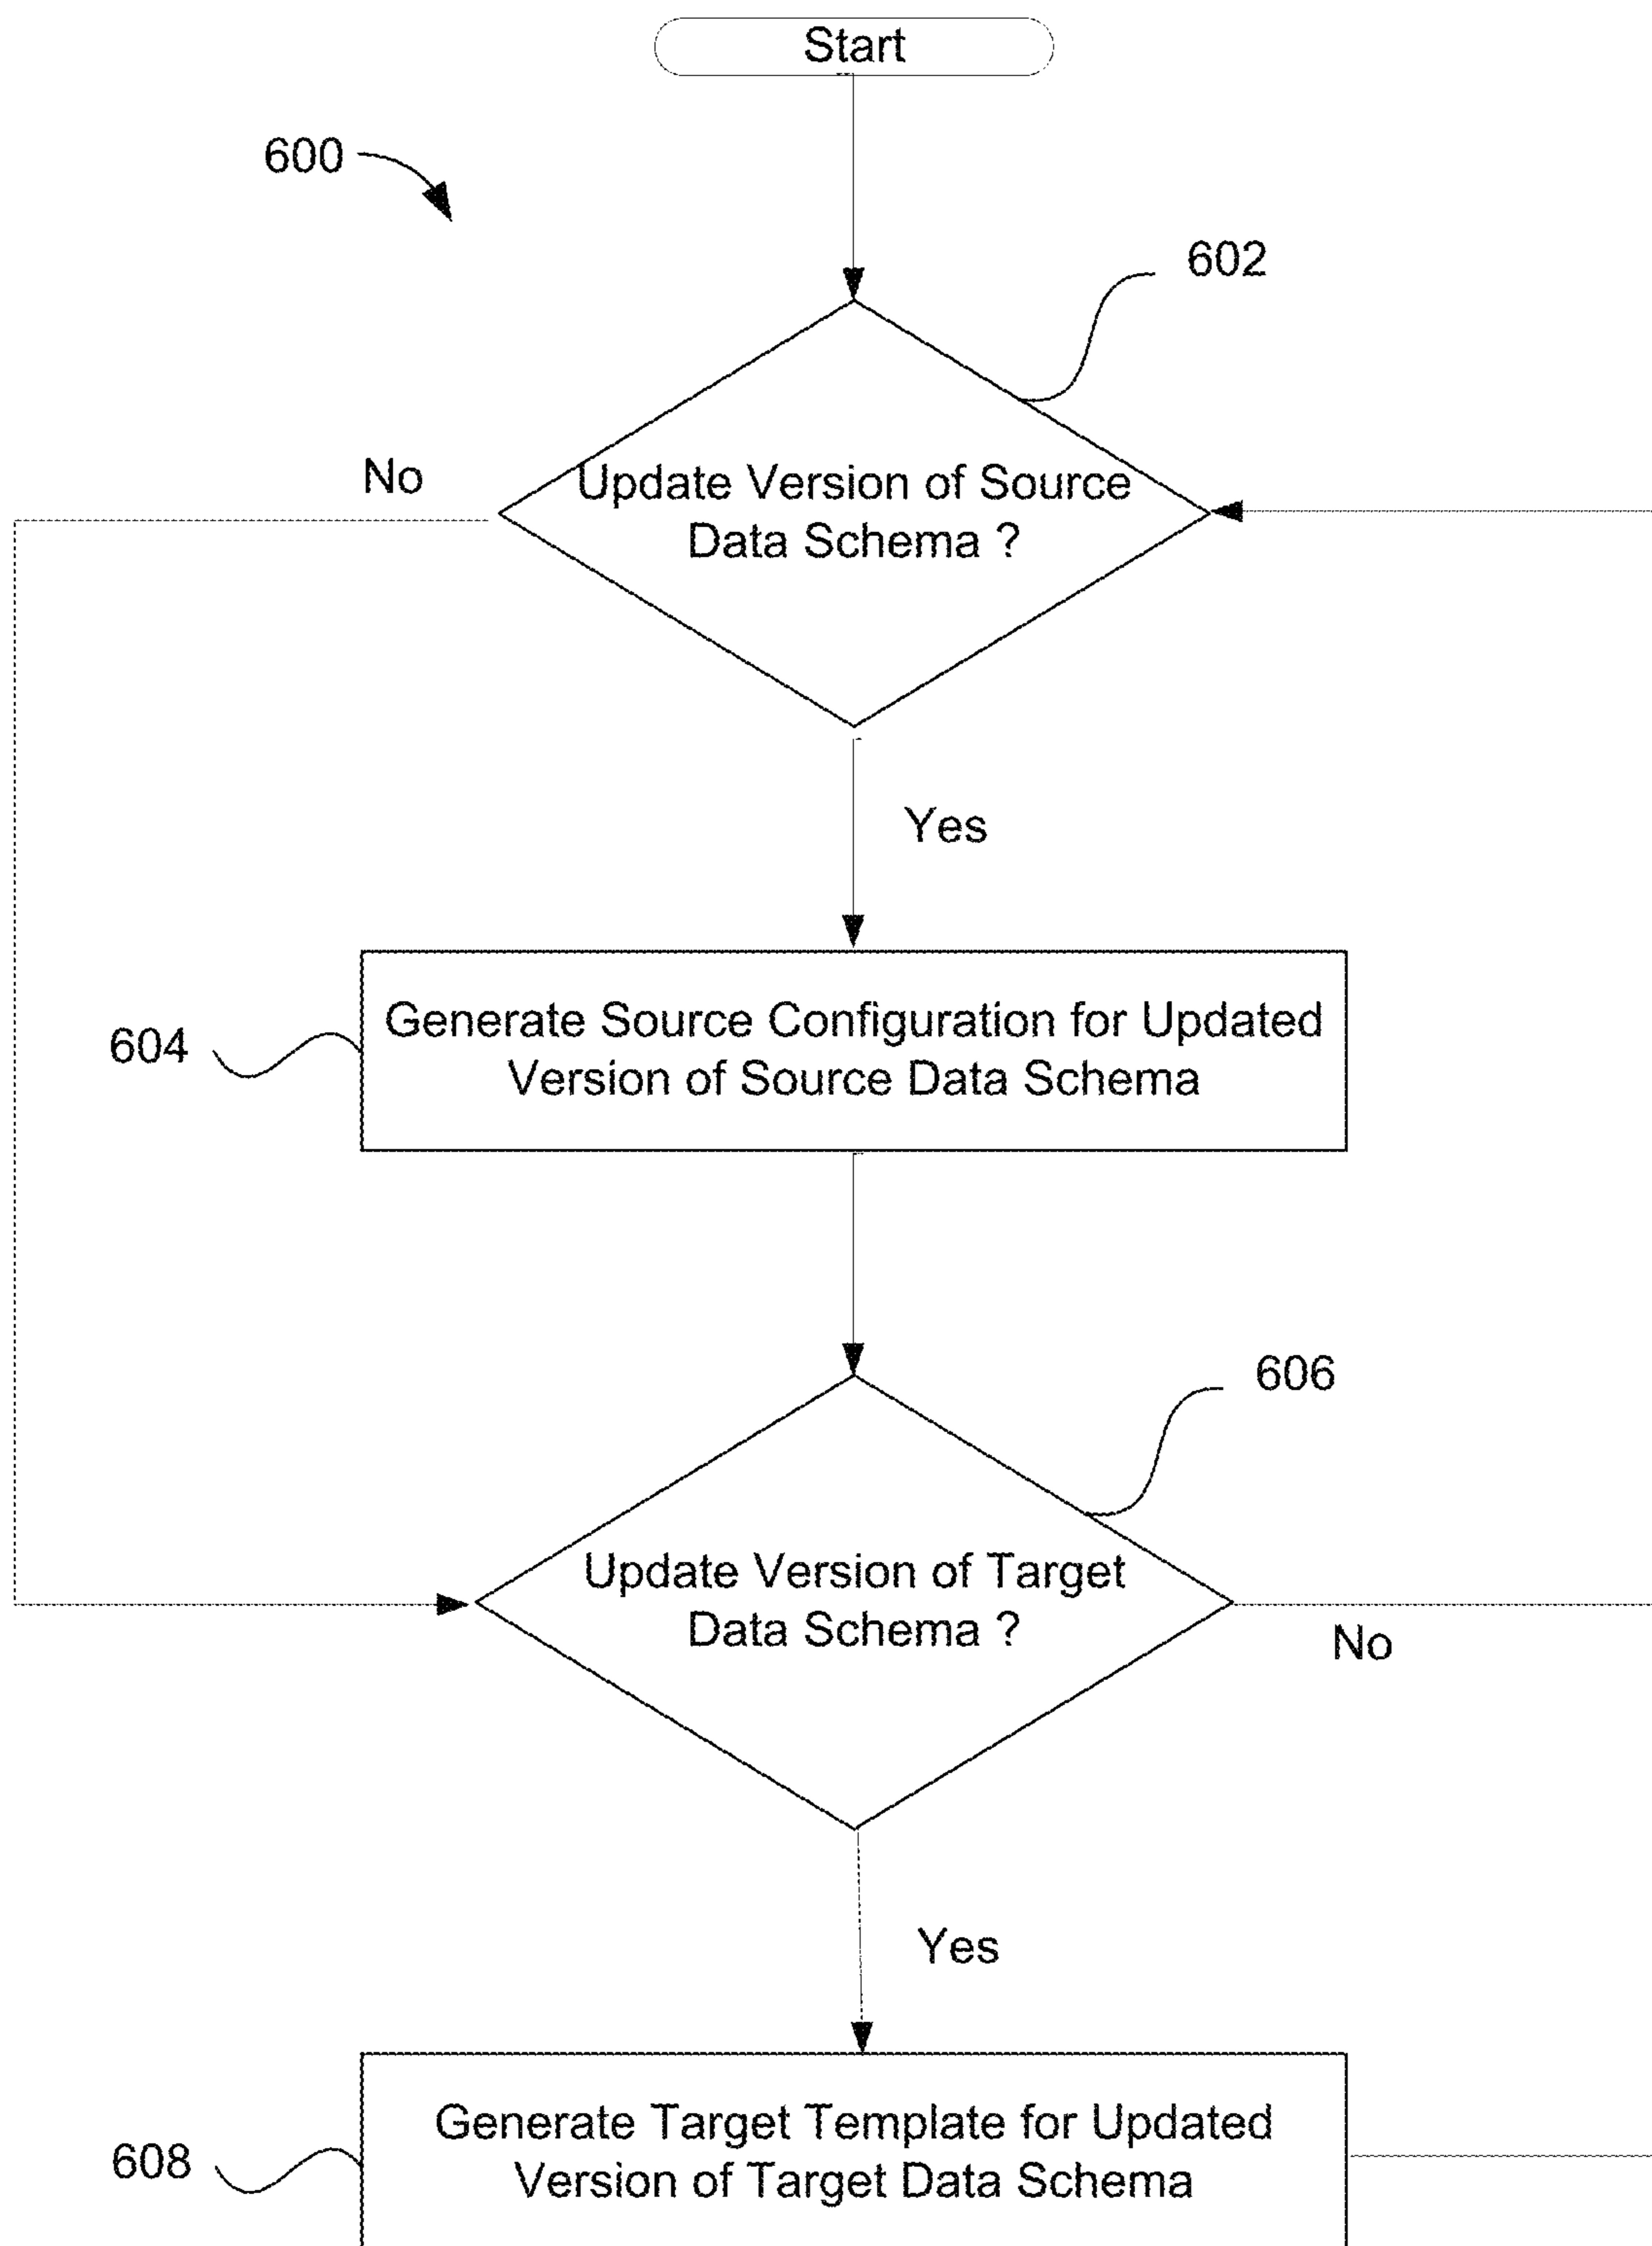 Start
600
602
No
Update Version of Source
Data Schema ?
Yes
604
Generate Source Configuration for Updated
Version of Source Data Schema
606
Update Version of Target
Data Schema ?
No
Yes
608
Generate Target Template for Updated
Version of Target Data Schema